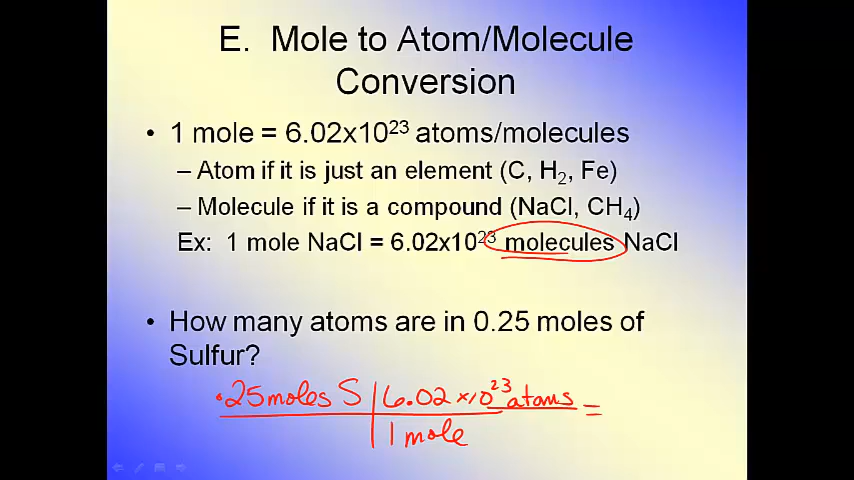 E. Mole to Atom/Molecule
Conversion
• 1 mole = 6.02x10²³ atoms/molecules
– Atom if it is just an element (C, H₂, Fe)
– Molecule if it is a compound (NaCl, CH₄)
Ex: 1 mole NaCl = 6.02x10²³ molecules NaCl
• How many atoms are in 0.25 moles of
Sulfur?
.25 moles S | 6.02 x 10²³ atoms =
1 mole